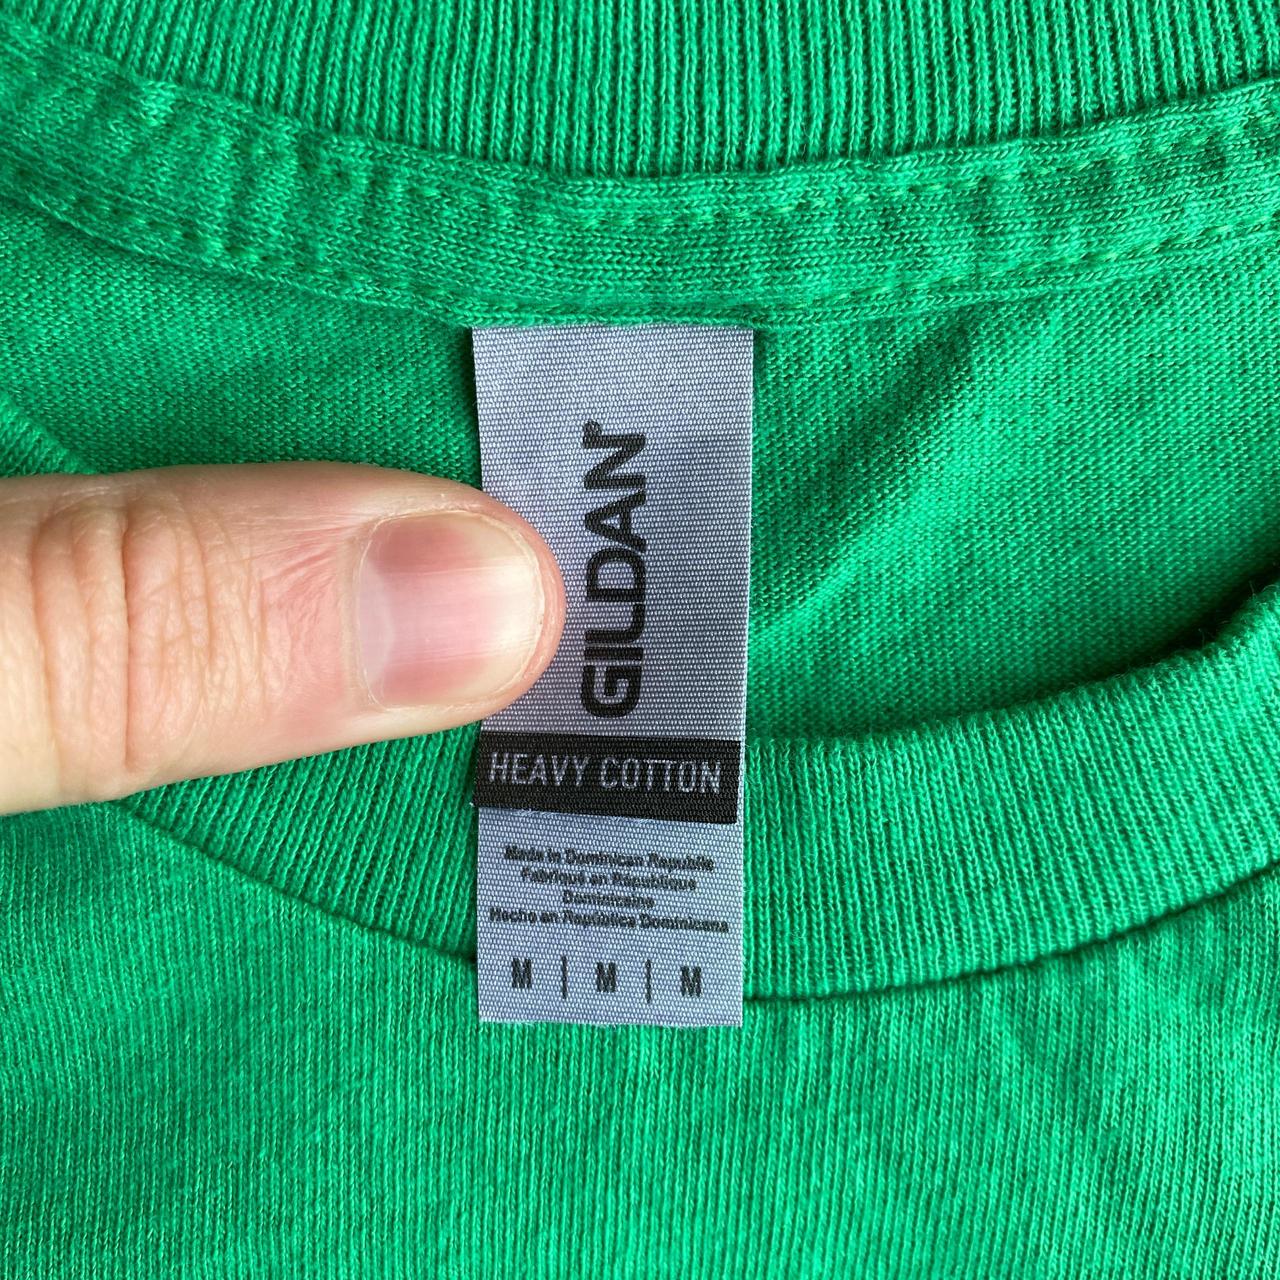 GILDAN®
HEAVY COTTON
Made in Dominican Republic
Fabriqué en République
Dominicaine
Hecho en República Dominicana
M | M | M